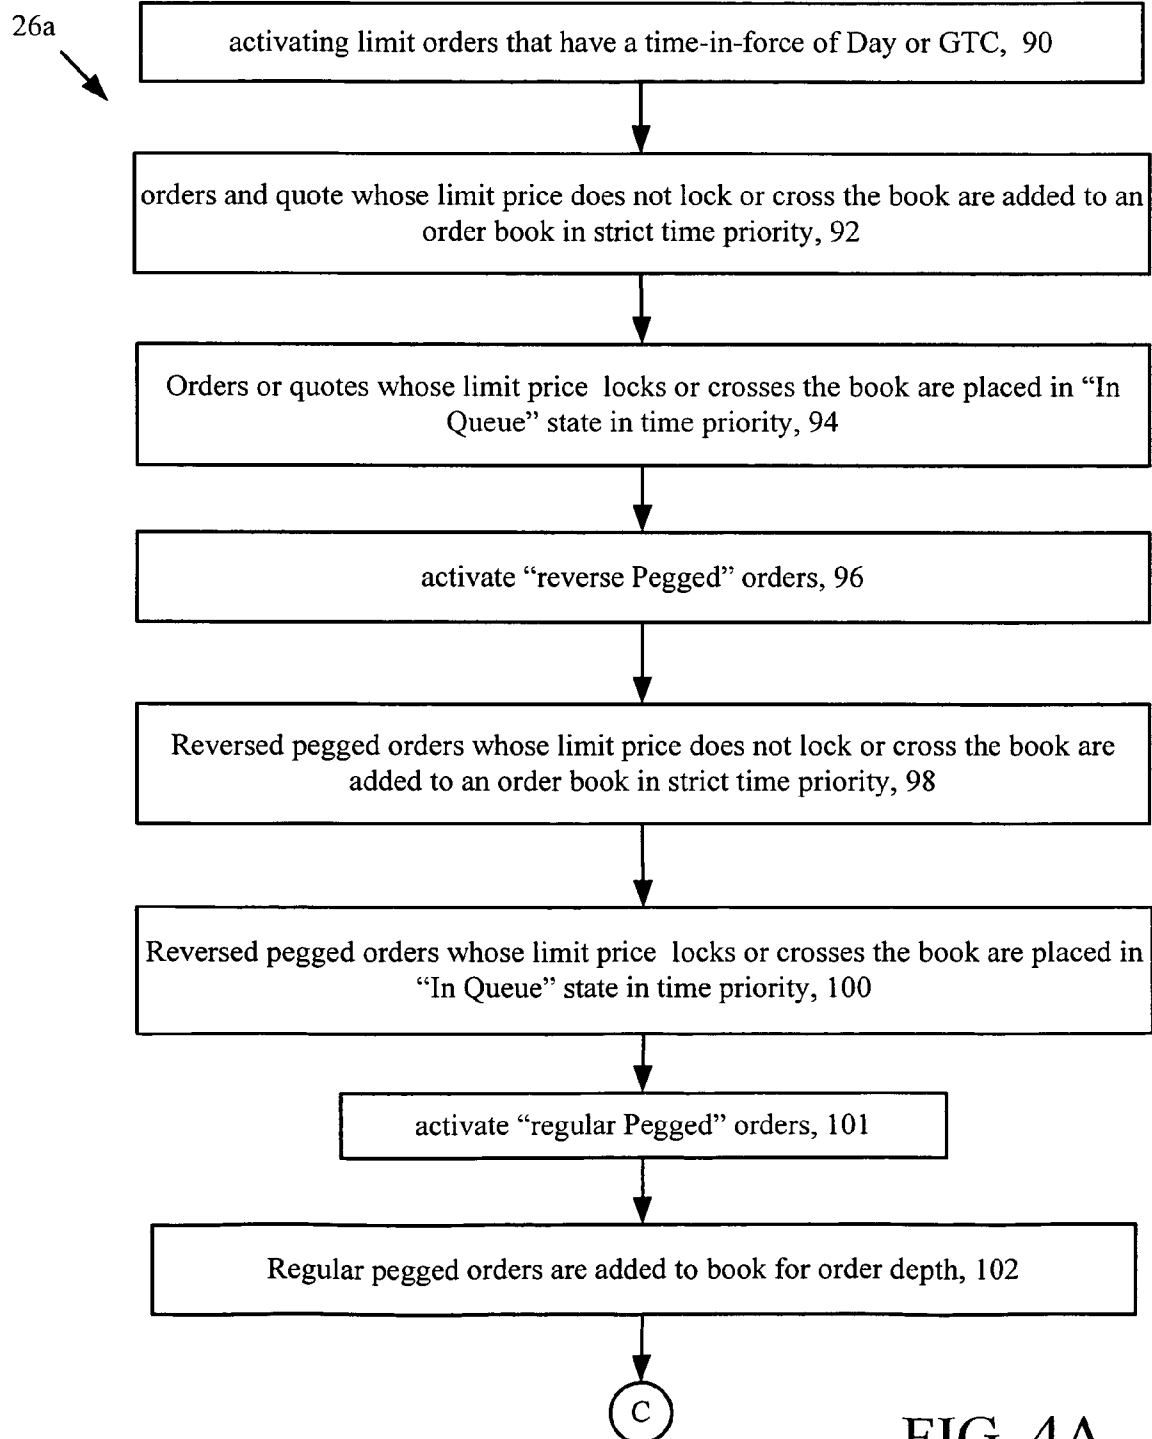 26a
activating limit orders that have a time-in-force of Day or GTC, 90
orders and quote whose limit price does not lock or cross the book are added to an
order book in strict time priority, 92
Orders or quotes whose limit price locks or crosses the book are placed in “In
Queue” state in time priority, 94
activate “reverse Pegged” orders, 96
Reversed pegged orders whose limit price does not lock or cross the book are
added to an order book in strict time priority, 98
Reversed pegged orders whose limit price locks or crosses the book are placed in
“In Queue” state in time priority, 100
activate “regular Pegged” orders, 101
Regular pegged orders are added to book for order depth, 102
C
FIG. 4A